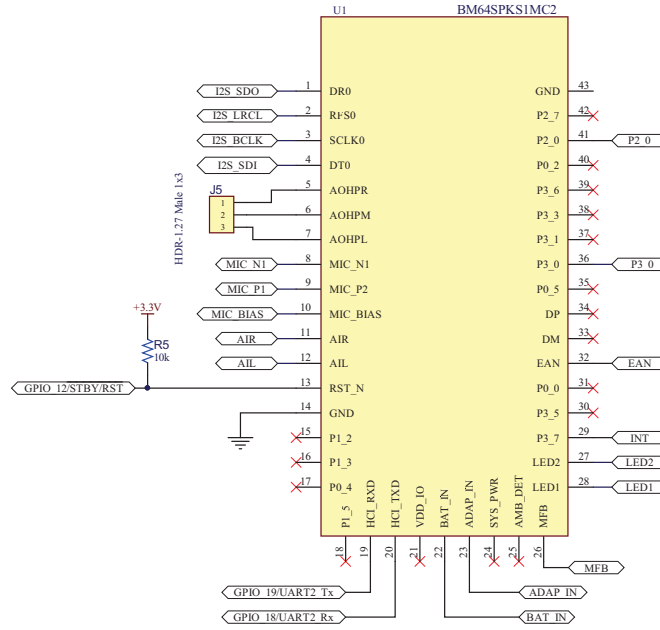 U1 BM64SPKS1MC2
I2S_SDO 1 DR0 GND 43
I2S_LRCL 2 RFS0 P2_7 42
I2S_BCLK 3 SCLK0 P2_0 41 P2_0
I2S_SDI 4 DT0 P0_2 40
J5
1 5 AOHPR P3_6 39
2 6 AOHPM P3_3 38
3 7 AOHPL P3_1 37
HDR-1.27 Male 1x3
MIC_N1 8 MIC_N1 P3_0 36 P3_0
MIC_P1 9 MIC_P2 P0_5 35
MIC_BIAS 10 MIC_BIAS DP 34
+3.3V
AIR 11 AIR DM 33
R5
10k
AIL 12 AIL EAN 32 EAN
GPIO_12/STBY/RST 13 RST_N P0_0 31
14 GND P3_5 30
15 P1_2 P3_7 29 INT
16 P1_3 LED2 27 LED2
17 P0_4 LED1 28 LED1
P1_5 HCI_RXD HCI_TXD VDD_IO BAT_IN ADAP_IN SYS_PWR AMB_DET MFB
18 19 20 21 22 23 24 25 26
MFB
GPIO_19/UART2_Tx ADAP_IN
GPIO_18/UART2_Rx BAT_IN